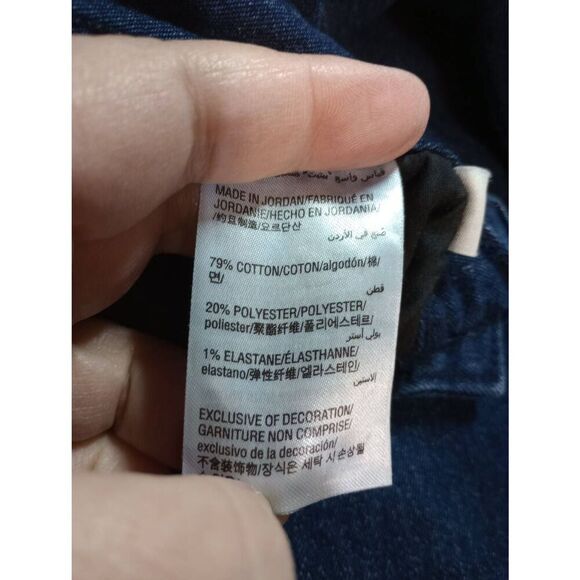 قياس واسع
MADE IN JORDAN/FABRIQUÉ EN
JORDANIE/HECHO EN JORDANIA/
/约旦制造/요르단산
صُنع في الأردن
79% COTTON/COTON/algodón/棉/
면/
قطن
20% POLYESTER/POLYESTER/
poliester/聚酯纤维/폴리에스테르/
بولي أستر
1% ELASTANE/ÉLASTHANNE/
elastano/弹性纤维/엘라스테인/
الاستين
EXCLUSIVE OF DECORATION/
GARNITURE NON COMPRISE/
exclusivo de la decoración/
不含装饰物/장식은 세탁 시손상될